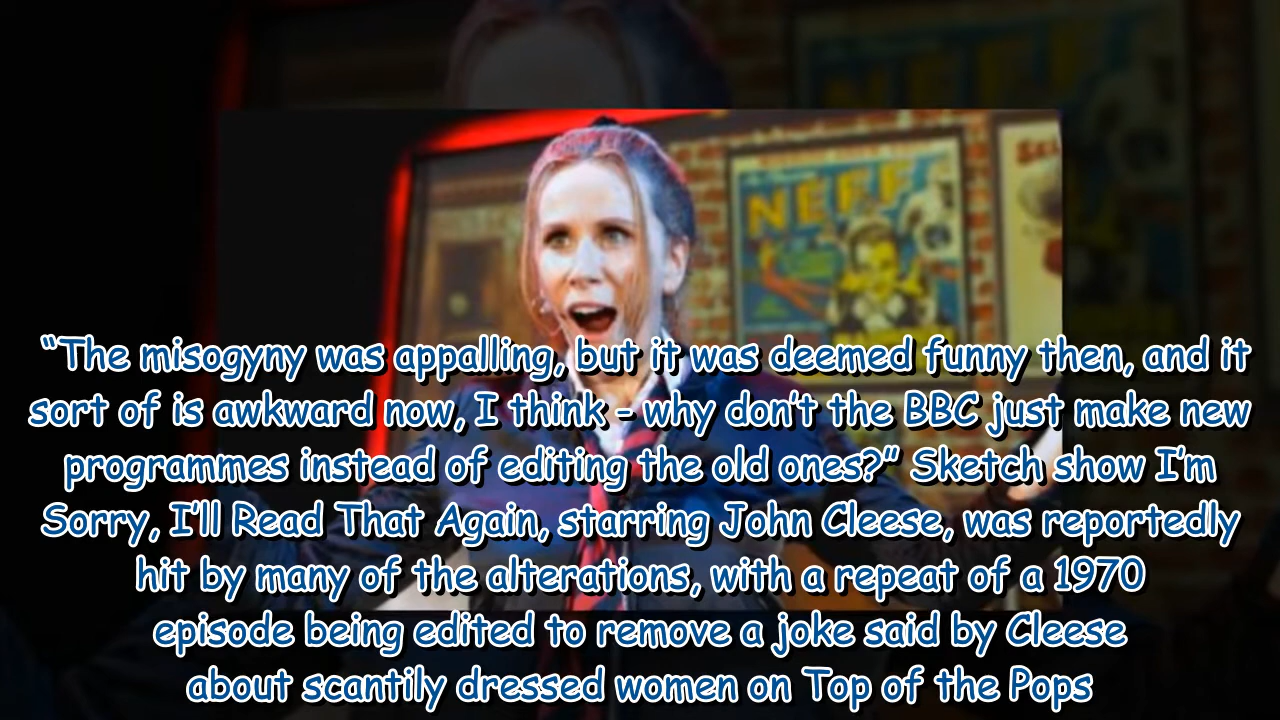 NEFF
“The misogyny was appalling, but it was deemed funny then, and it
sort of is awkward now, I think - why don’t the BBC just make new
programmes instead of editing the old ones?” Sketch show I’m
Sorry, I’ll Read That Again, starring John Cleese, was reportedly
hit by many of the alterations, with a repeat of a 1970
episode being edited to remove a joke said by Cleese
about scantily dressed women on Top of the Pops